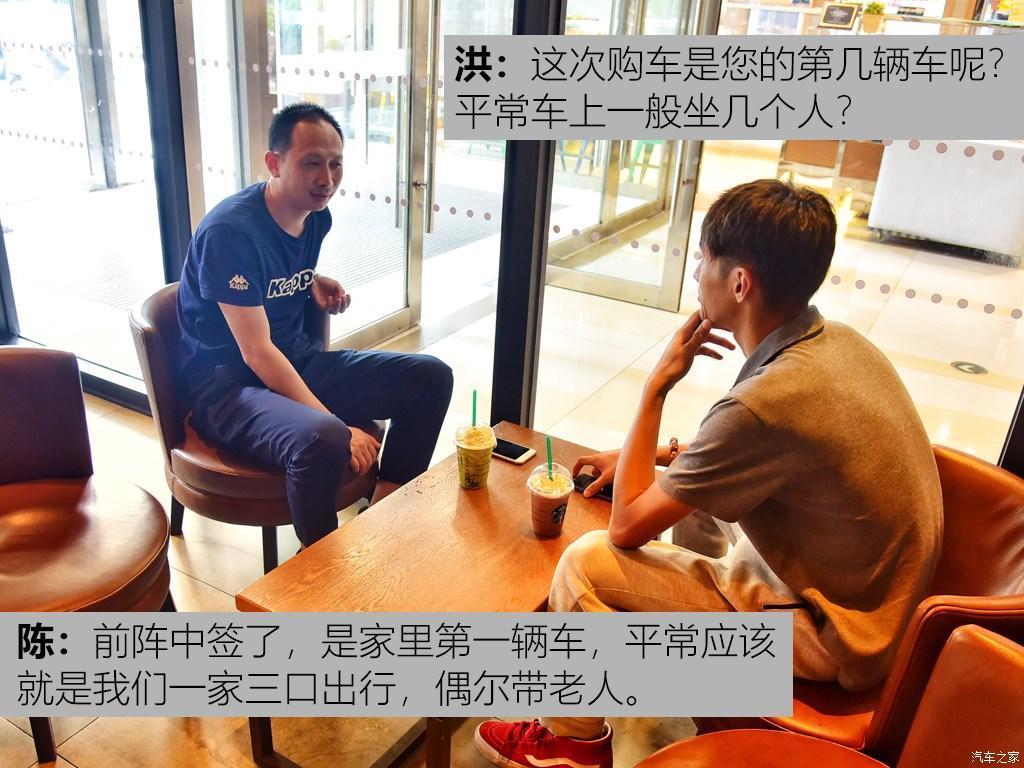 洪：这次购车是您的第几辆车呢?
平常车上一般坐几个人?
Kappa
Kappa
陈：前阵中签了，是家里第一辆车，平常应该
就是我们一家三口出行，偶尔带老人。
汽车之家